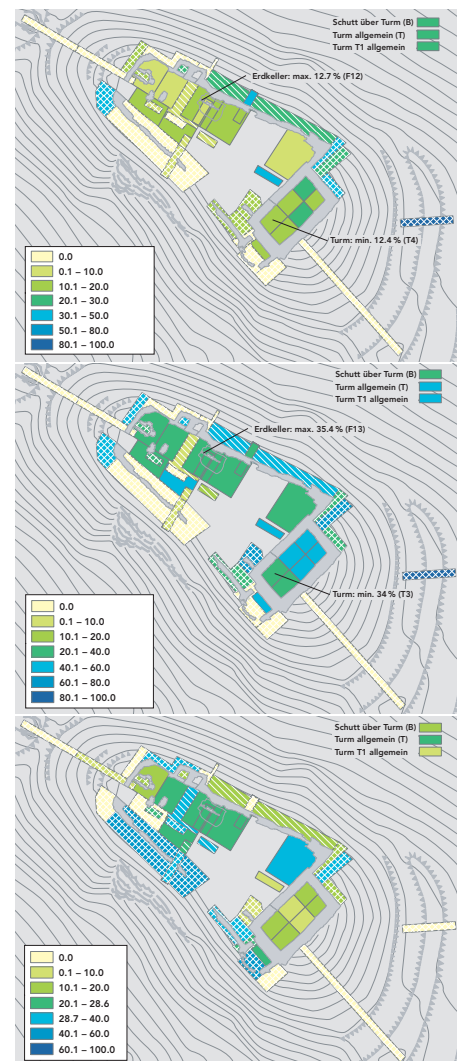 Schutt über Turm (B)
Turm allgemein (T)
Turm T1 allgemein
Erdkeller: max. 12.7 % (F12)
Turm: min. 12.4 % (T4)
0.0
0.1 – 10.0
10.1 – 20.0
20.1 – 30.0
30.1 – 50.0
50.1 – 80.0
80.1 – 100.0
Schutt über Turm (B)
Turm allgemein (T)
Turm T1 allgemein
Erdkeller: max. 35.4 % (F13)
Turm: min. 34 % (T3)
0.0
0.1 – 10.0
10.1 – 20.0
20.1 – 40.0
40.1 – 60.0
60.1 – 80.0
80.1 – 100.0
Schutt über Turm (B)
Turm allgemein (T)
Turm T1 allgemein
0.0
0.1 – 10.0
10.1 – 20.0
20.1 – 28.6
28.7 – 40.0
40.1 – 60.0
60.1 – 100.0